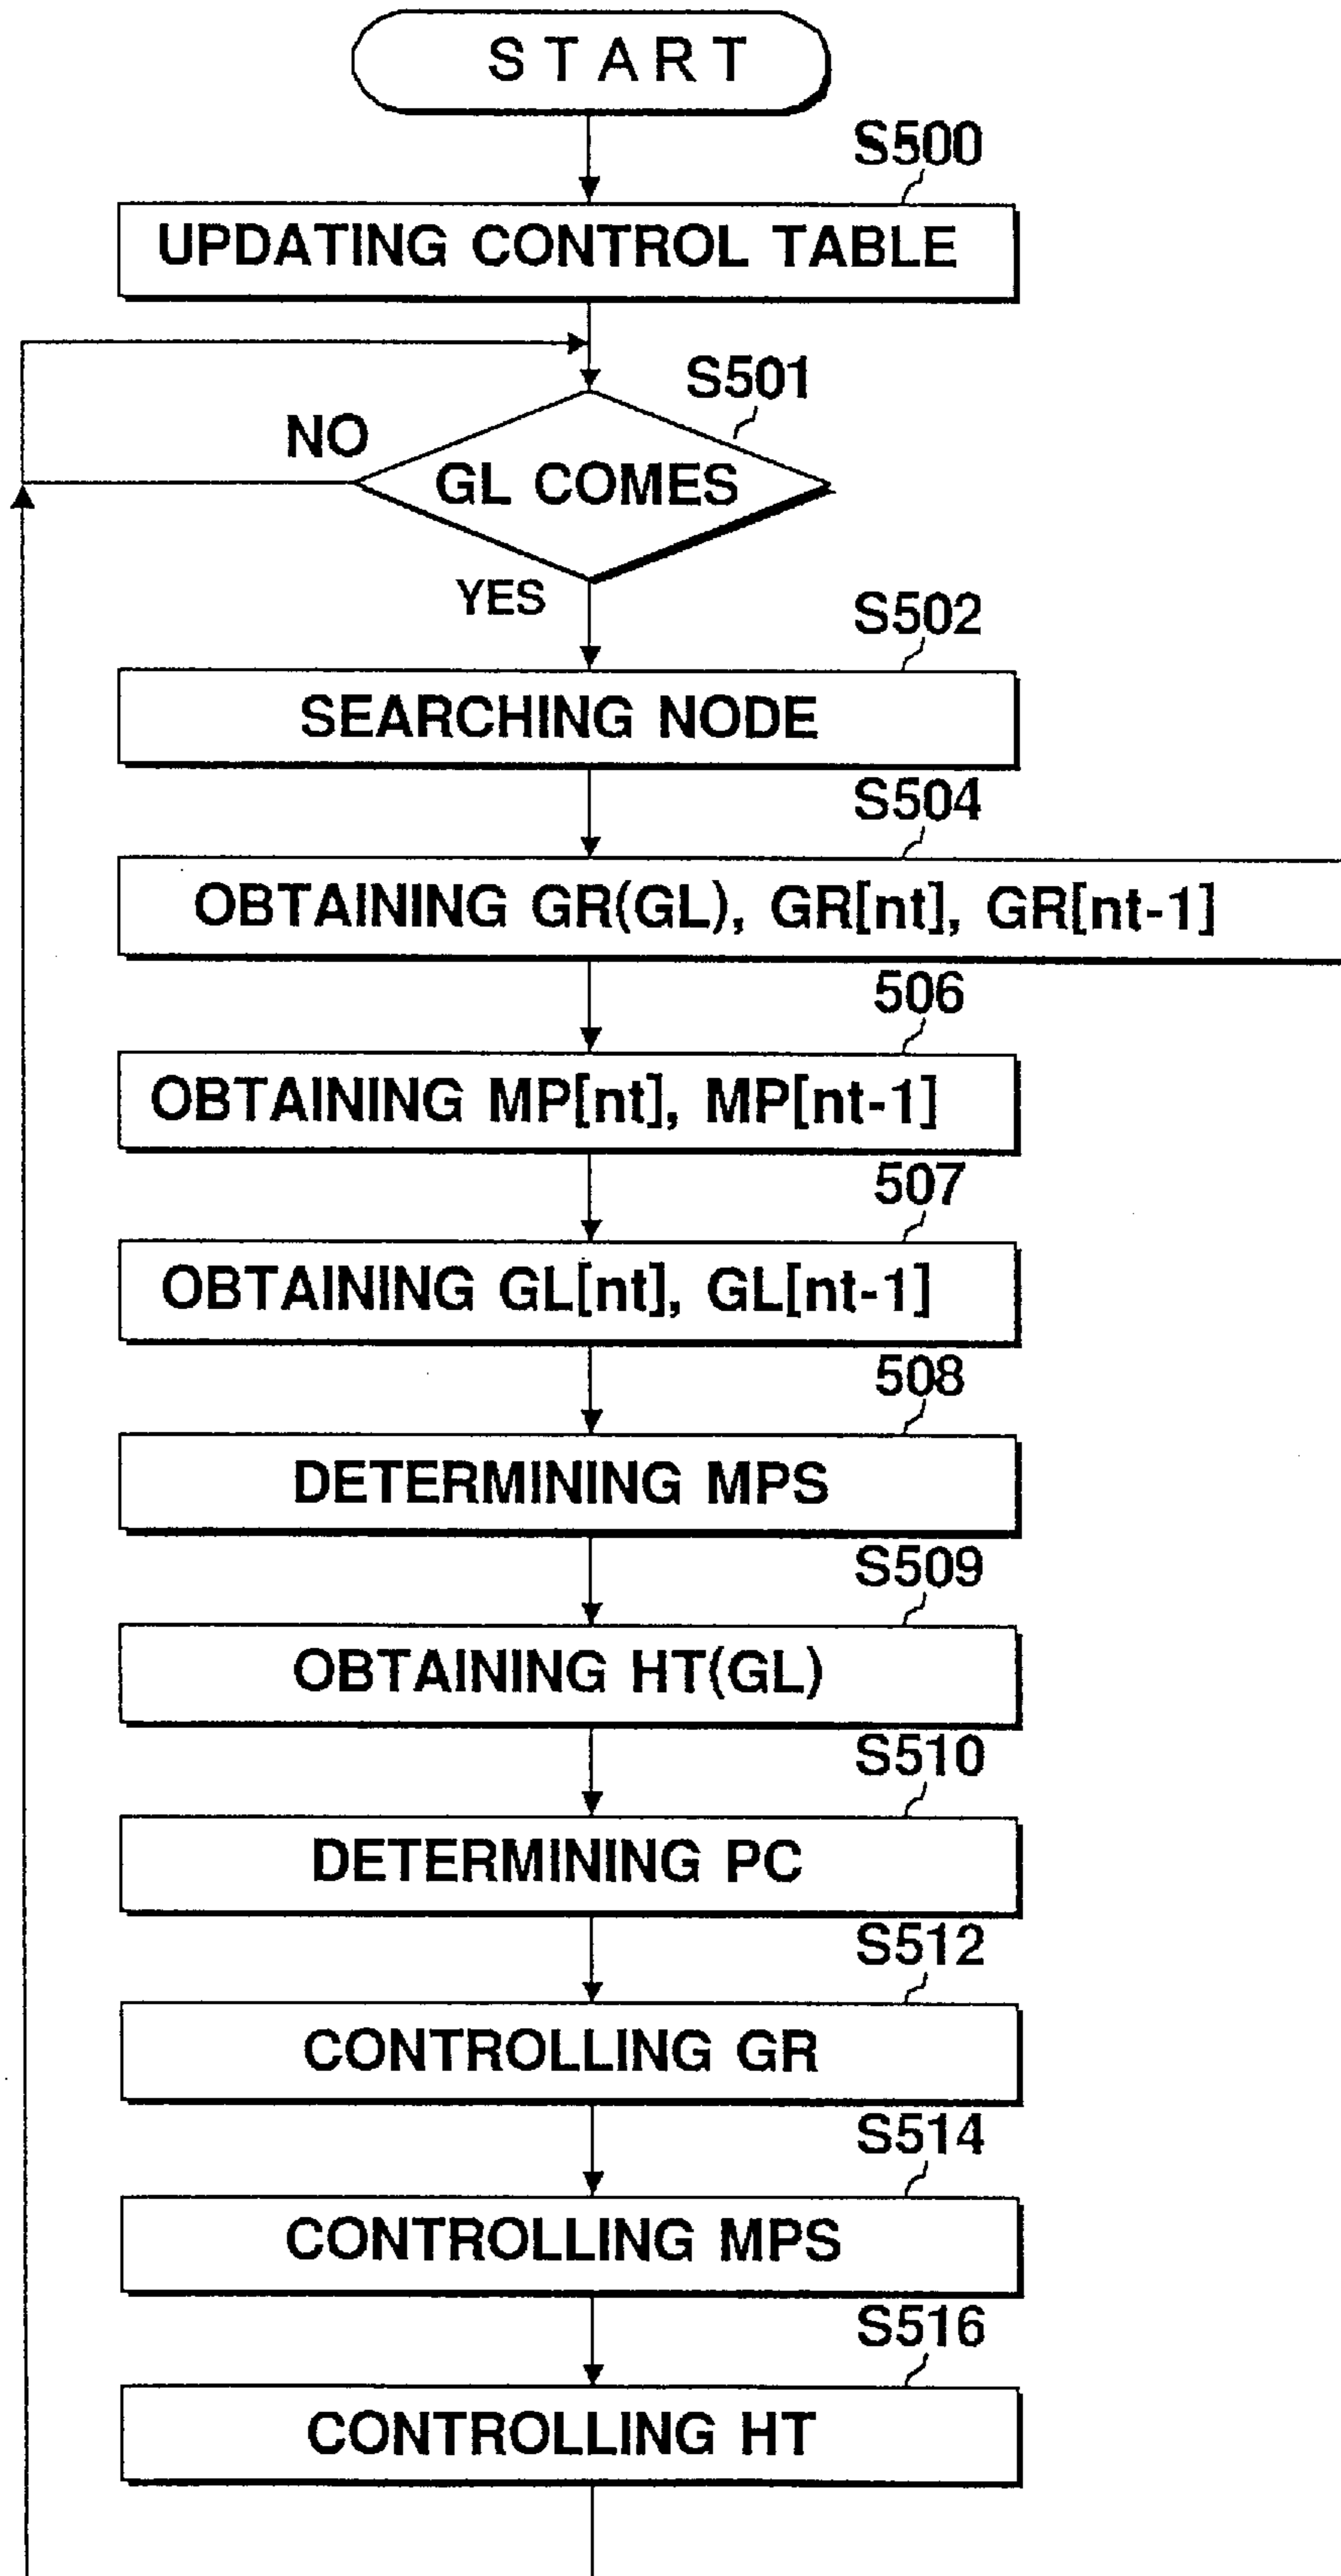 START
S500
UPDATING CONTROL TABLE
S501
NO
GL COMES
YES
S502
SEARCHING NODE
S504
OBTAINING GR(GL), GR[nt], GR[nt-1]
506
OBTAINING MP[nt], MP[nt-1]
507
OBTAINING GL[nt], GL[nt-1]
508
DETERMINING MPS
S509
OBTAINING HT(GL)
S510
DETERMINING PC
S512
CONTROLLING GR
S514
CONTROLLING MPS
S516
CONTROLLING HT